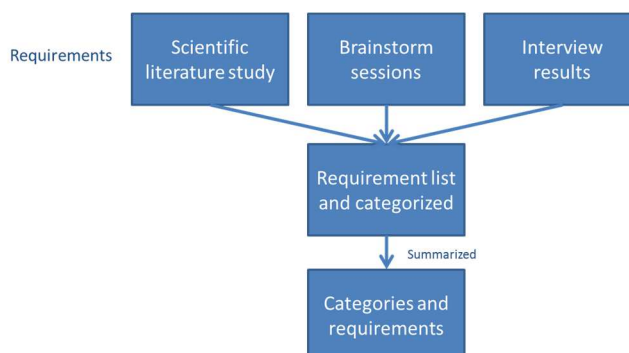 Requirements
Scientific
literature study
Brainstorm
sessions
Interview
results
Requirement list
and categorized
Summarized
Categories and
requirements